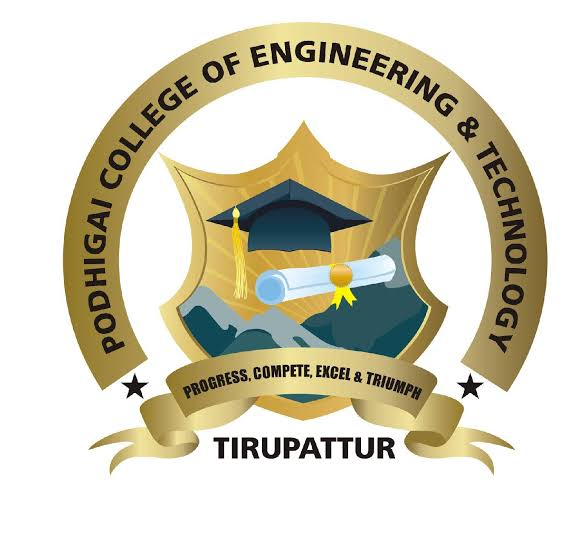 PODHIGAI COLLEGE OF ENGINEERING & TECHNOLOGY
PROGRESS, COMPETE, EXCEL & TRIUMPH
TIRUPATTUR